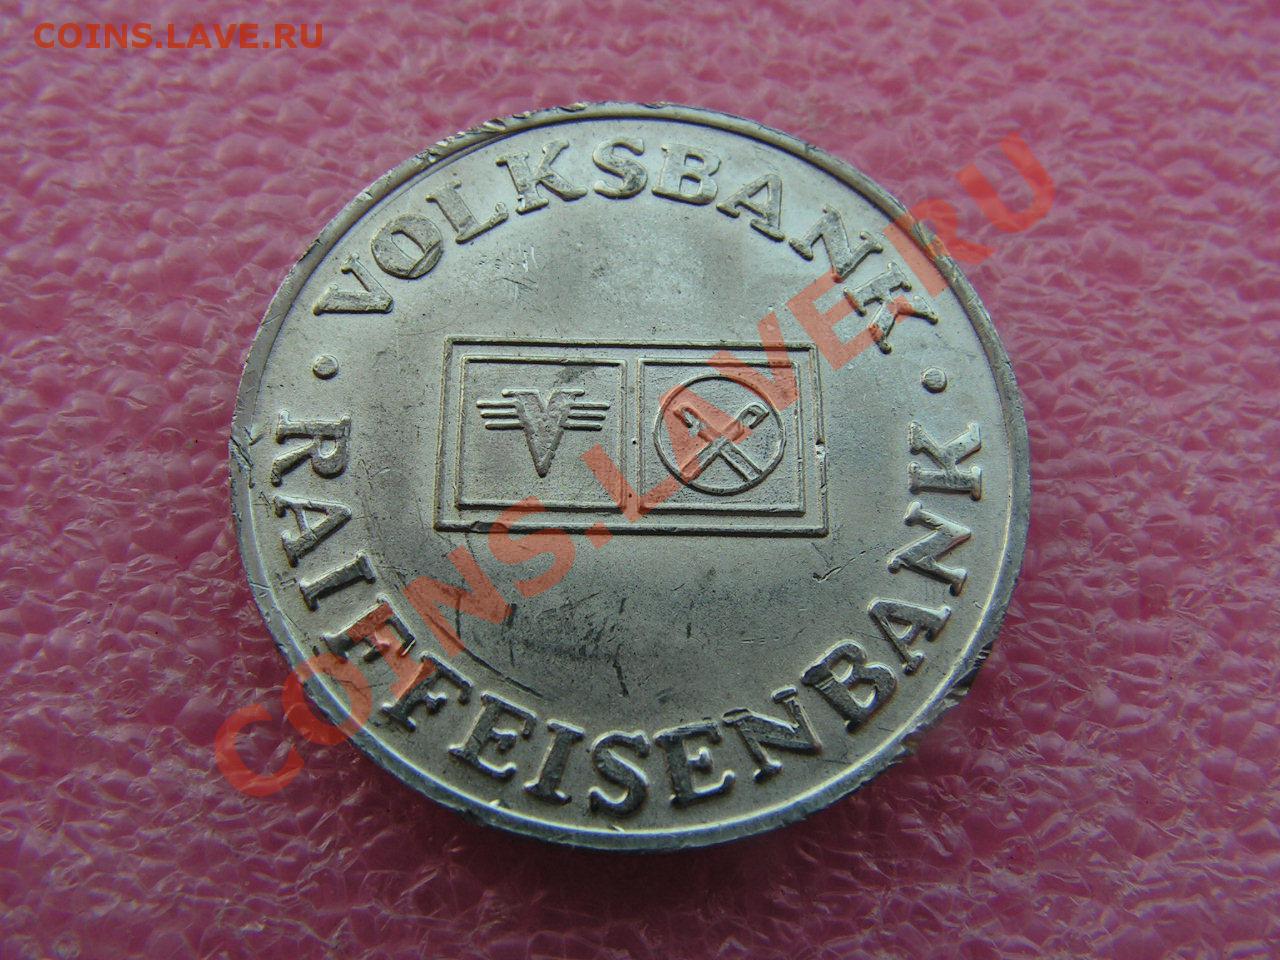 COINS.LAVE.RU
VOLKSBANK
· RAIFFEISENBANK ·
V
COINS.LAVE.RU